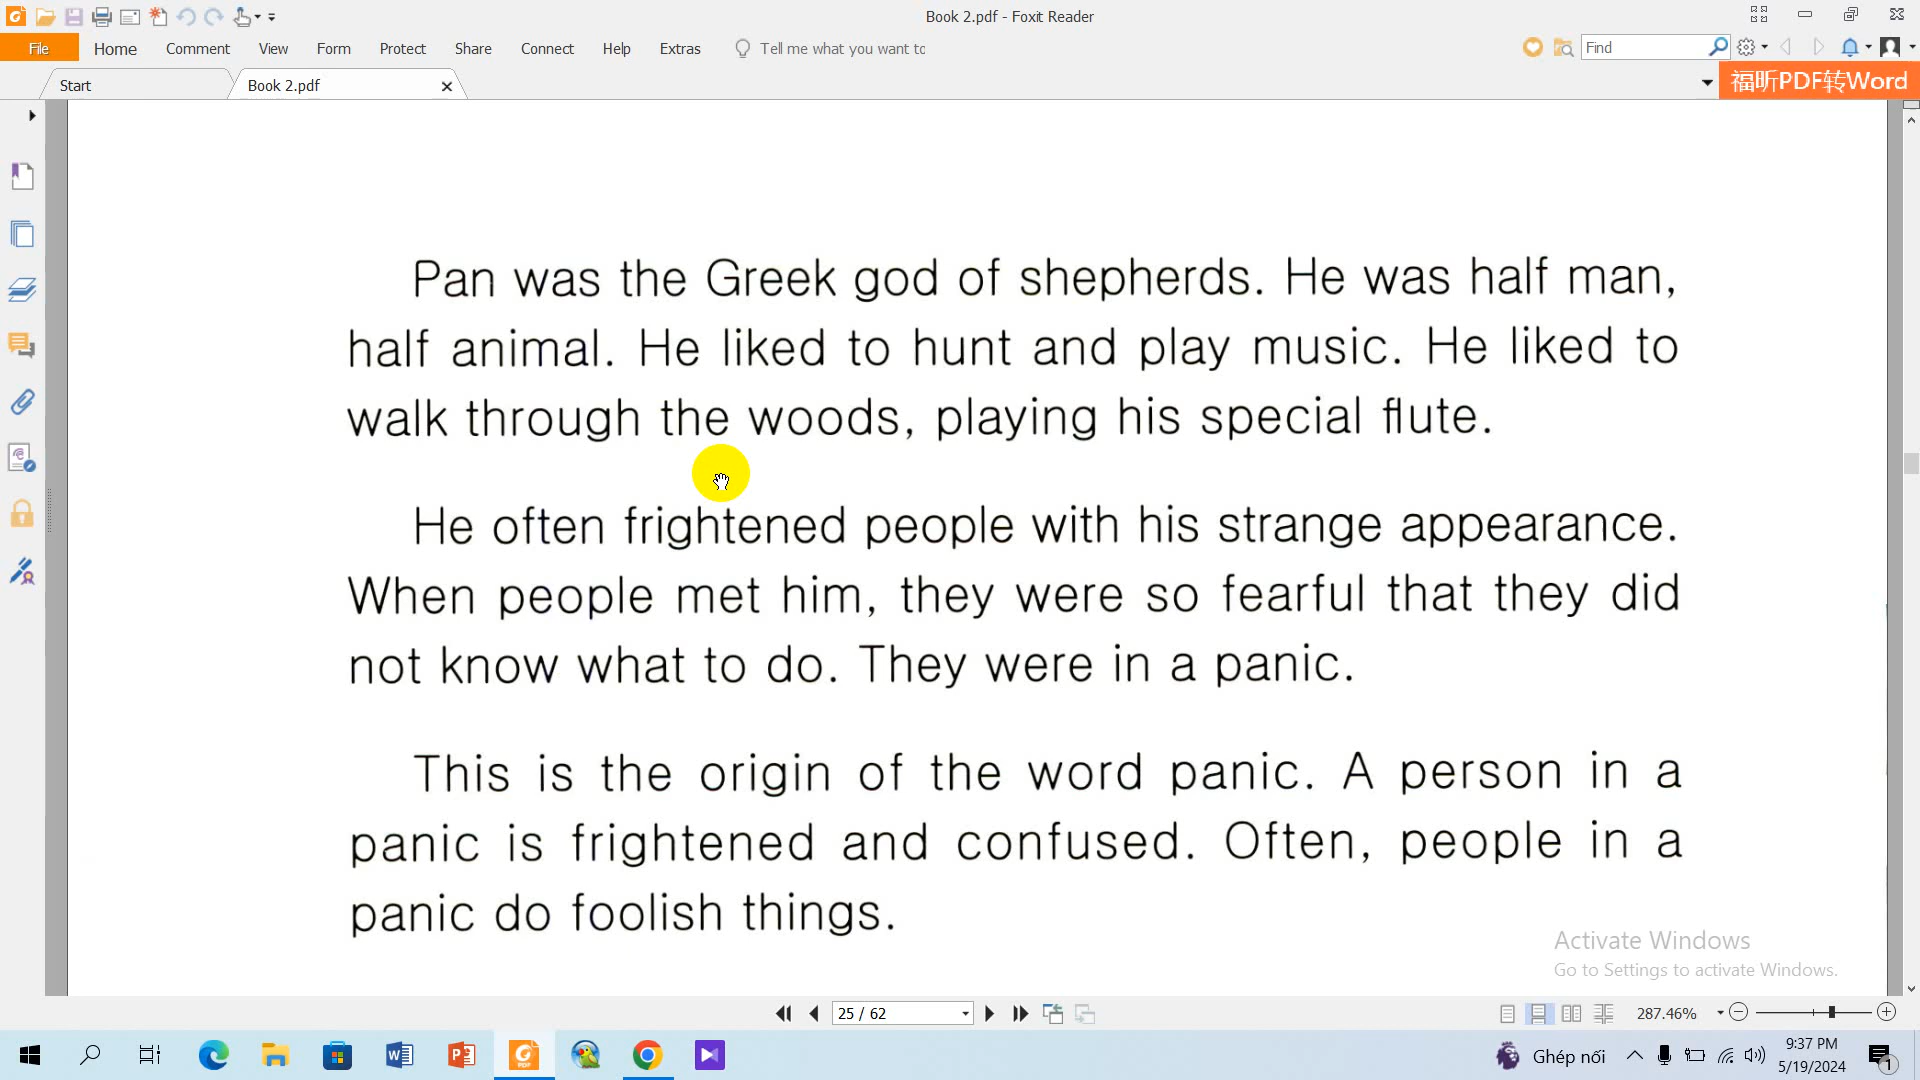 Book 2.pdf - Foxit Reader
File Home Comment View Form Protect Share Connect Help Extras Tell me what you want to Find
Start Book 2.pdf 福昕PDF转Word
Pan was the Greek god of shepherds. He was half man,
half animal. He liked to hunt and play music. He liked to
walk through the woods, playing his special flute.
He often frightened people with his strange appearance.
When people met him, they were so fearful that they did
not know what to do. They were in a panic.
This is the origin of the word panic. A person in a
panic is frightened and confused. Often, people in a
panic do foolish things.
Activate Windows
Go to Settings to activate Windows.
25 / 62 287.46%
Ghép nối 9:37 PM
5/19/2024 1